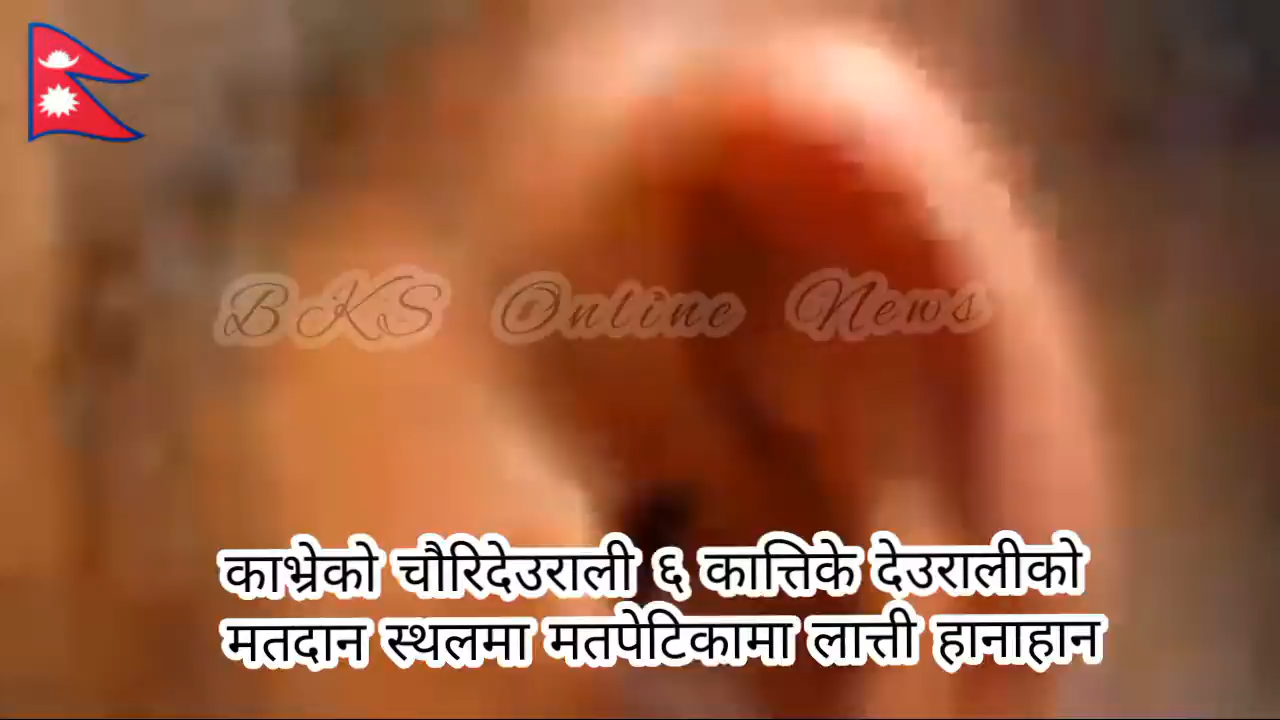 BKS Online News
काभ्रेको चौरिदेउराली ६ कात्तिके देउरालीको
मतदान स्थलमा मतपेटिकामा लात्ती हानाहान